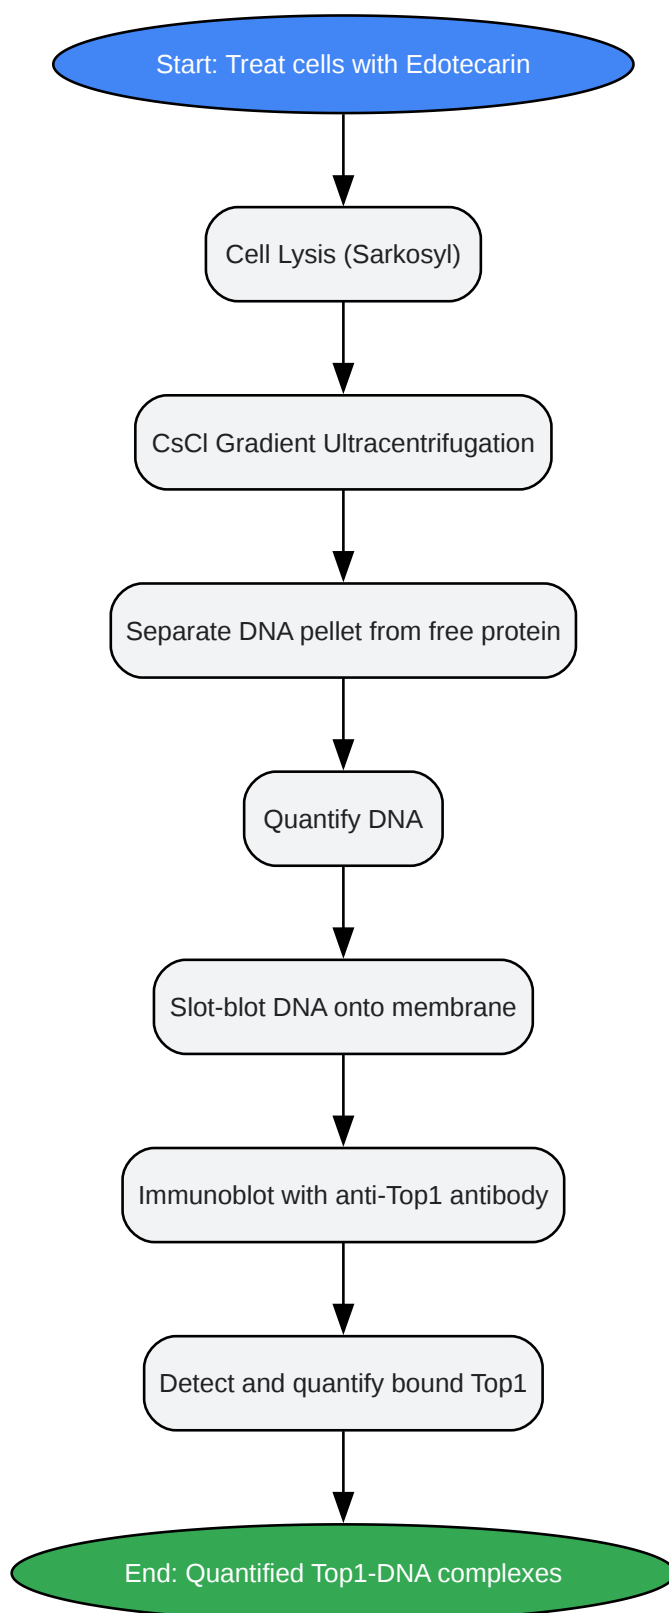 Start: Treat cells with Edotecarin
Cell Lysis (Sarkosyl)
CsCl Gradient Ultracentrifugation
Separate DNA pellet from free protein
Quantify DNA
Slot-blot DNA onto membrane
Immunoblot with anti-Top1 antibody
Detect and quantify bound Top1
End: Quantified Top1-DNA complexes